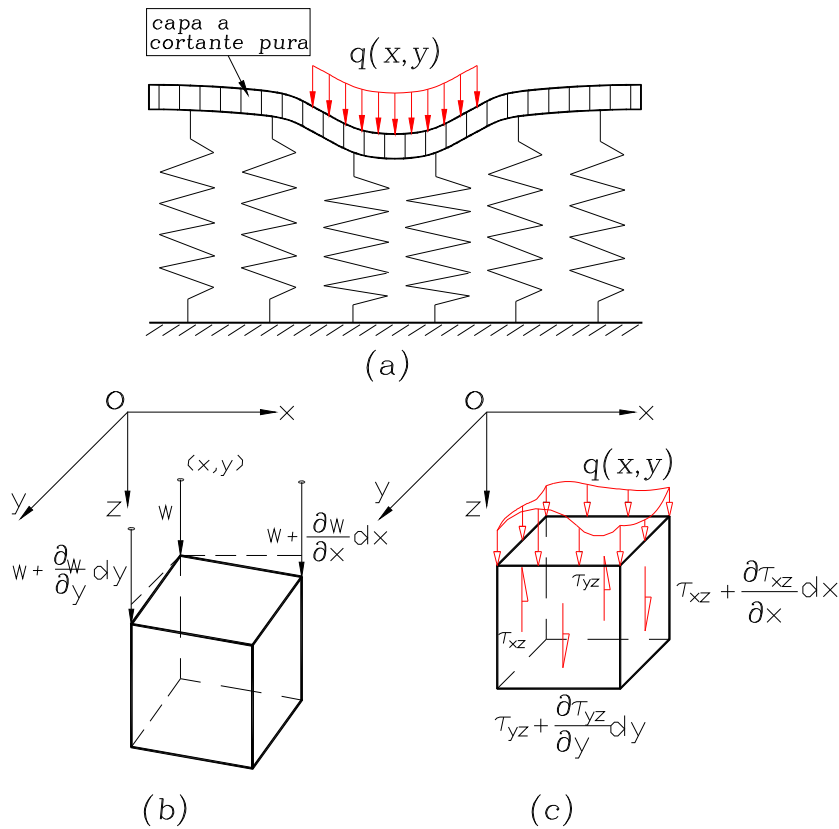 capa a
cortante pura
q(x,y)
(a)
O
x
y
z
(x,y)
w
w + ∂w/∂x dx
w + ∂w/∂y dy
(b)
O
x
y
z
q(x,y)
τyz
τxz
τxz + ∂τxz/∂x dx
τyz + ∂τyz/∂y dy
(c)